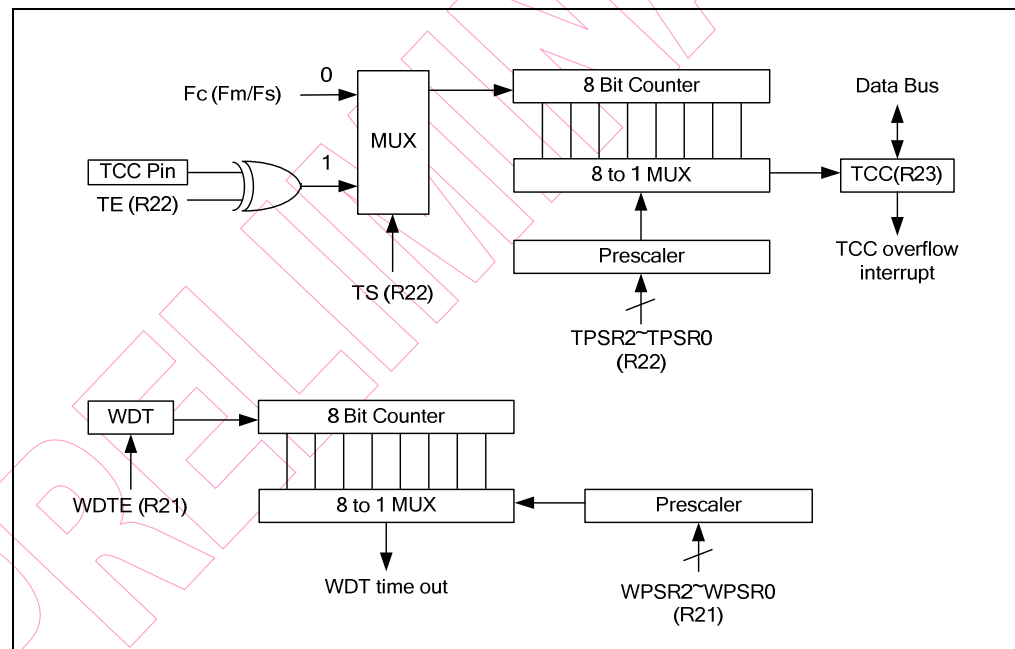 0
Fc (Fm/Fs)
MUX
8 Bit Counter
Data Bus
TCC Pin
1
TE (R22)
8 to 1 MUX
TCC(R23)
Prescaler
TCC overflow
interrupt
TS (R22)
TPSR2~TPSR0
(R22)
WDT
8 Bit Counter
WDTE (R21)
8 to 1 MUX
Prescaler
WDT time out
WPSR2~WPSR0
(R21)